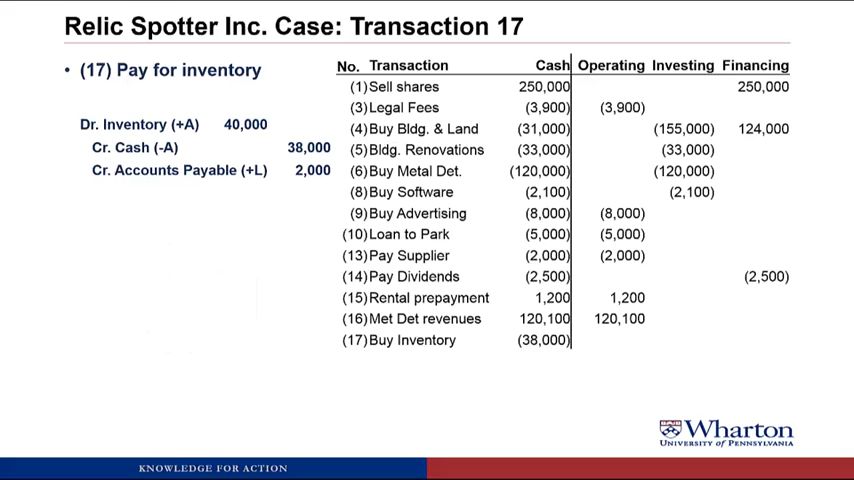 Relic Spotter Inc. Case: Transaction 17
• (17) Pay for inventory
Dr. Inventory (+A) 40,000
Cr. Cash (-A) 38,000
Cr. Accounts Payable (+L) 2,000
No. Transaction Cash Operating Investing Financing
(1) Sell shares 250,000 250,000
(3) Legal Fees (3,900) (3,900)
(4) Buy Bldg. & Land (31,000) (155,000) 124,000
(5) Bldg. Renovations (33,000) (33,000)
(6) Buy Metal Det. (120,000) (120,000)
(8) Buy Software (2,100) (2,100)
(9) Buy Advertising (8,000) (8,000)
(10) Loan to Park (5,000) (5,000)
(13) Pay Supplier (2,000) (2,000)
(14) Pay Dividends (2,500) (2,500)
(15) Rental prepayment 1,200 1,200
(16) Met Det revenues 120,100 120,100
(17) Buy Inventory (38,000)
Wharton
UNIVERSITY OF PENNSYLVANIA
KNOWLEDGE FOR ACTION